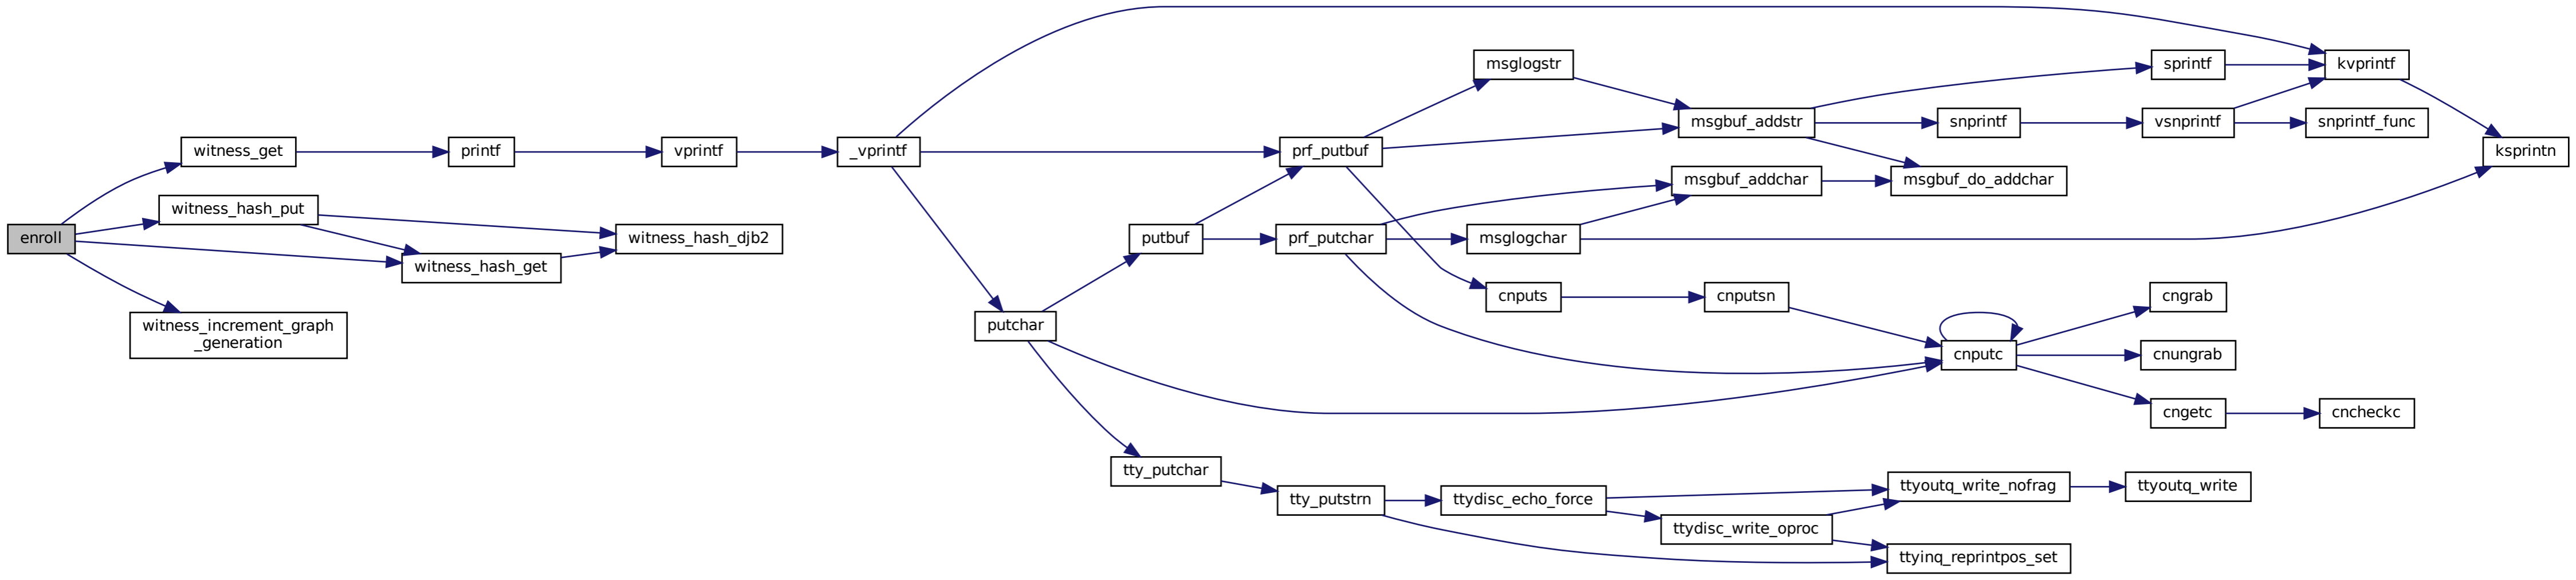 enroll
witness_get
witness_hash_put
witness_hash_get
witness_increment_graph
_generation
printf
witness_hash_djb2
vprintf
_vprintf
putchar
putbuf
tty_putchar
prf_putbuf
prf_putchar
tty_putstrn
msglogstr
msglogchar
cnputs
ttydisc_echo_force
msgbuf_addstr
msgbuf_addchar
cnputsn
ttydisc_write_oproc
snprintf
msgbuf_do_addchar
cnputc
ttyoutq_write_nofrag
ttyinq_reprintpos_set
sprintf
vsnprintf
cngrab
cnungrab
cngetc
ttyoutq_write
kvprintf
snprintf_func
cncheckc
ksprintn